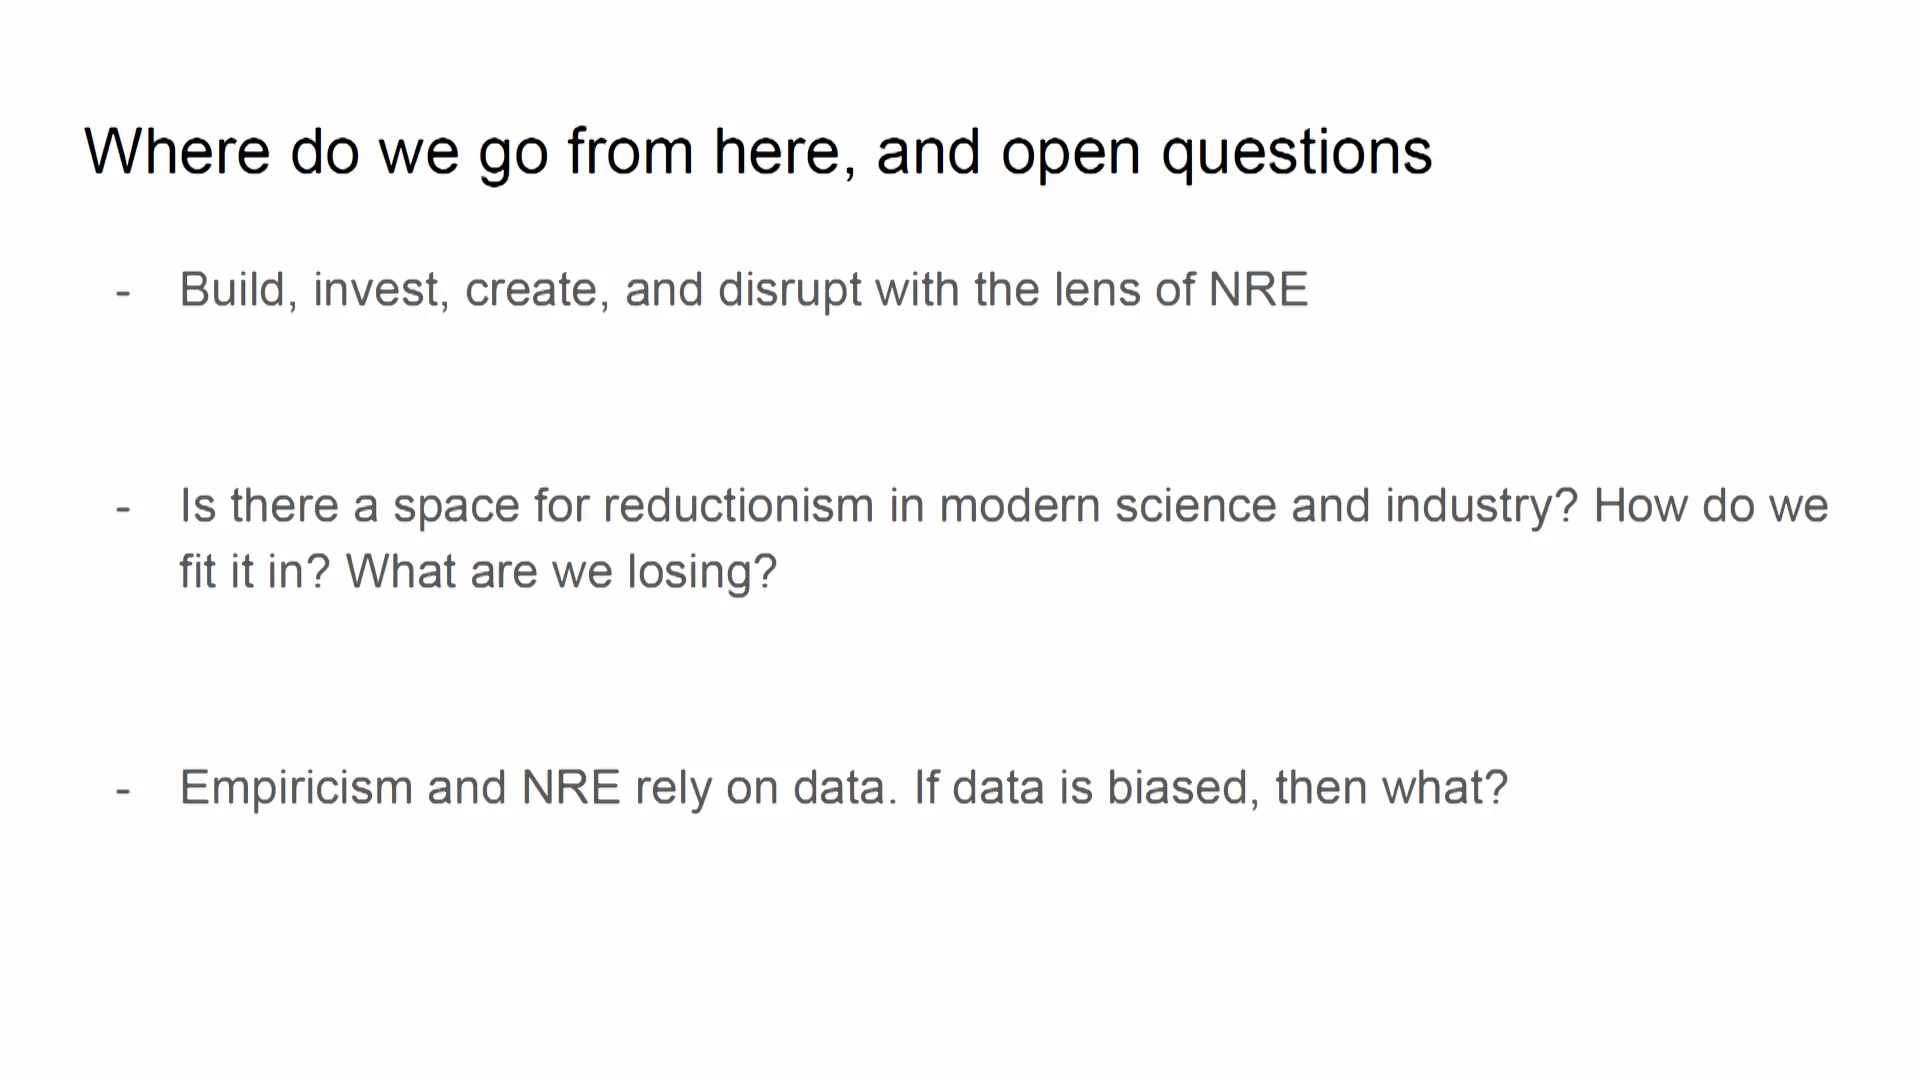 Where do we go from here, and open questions
- Build, invest, create, and disrupt with the lens of NRE
- Is there a space for reductionism in modern science and industry? How do we
fit it in? What are we losing?
- Empiricism and NRE rely on data. If data is biased, then what?